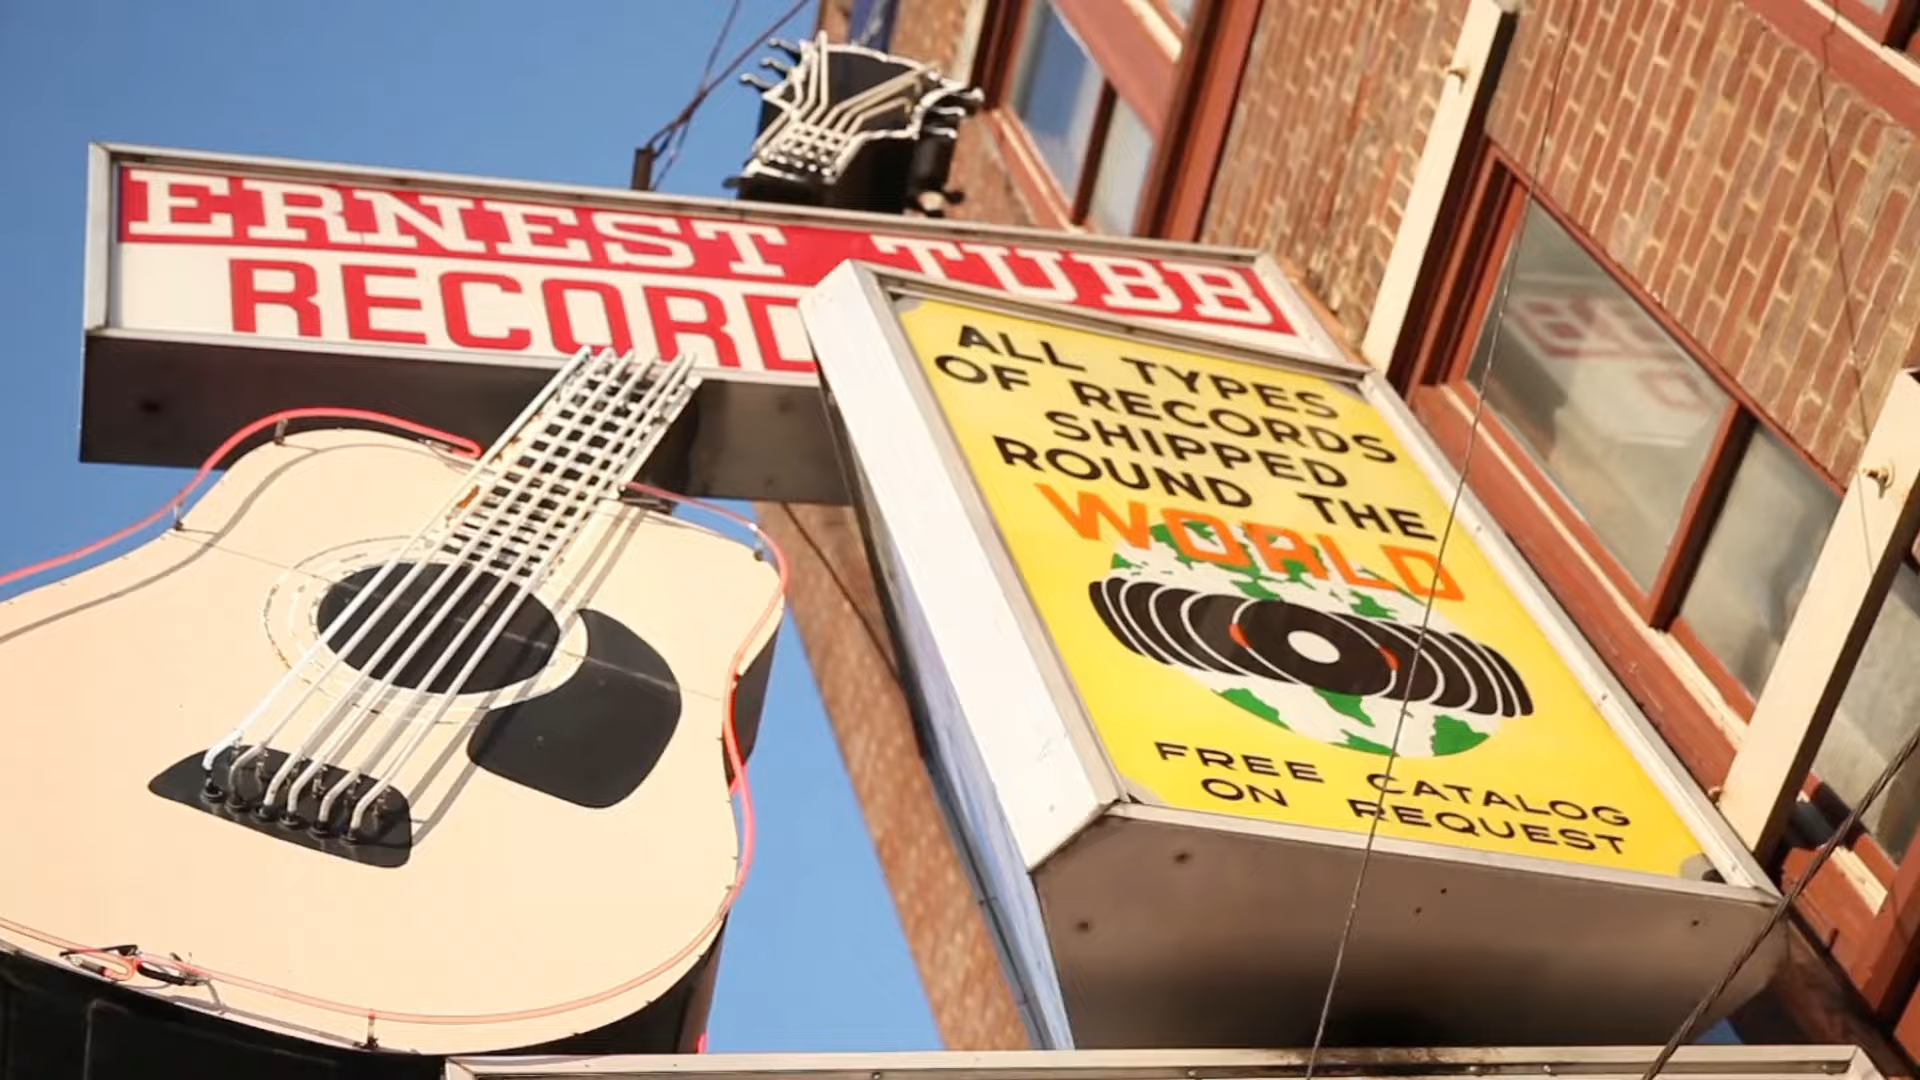 ERNEST TUBB
RECORD
ALL TYPES
OF RECORDS
SHIPPED
ROUND THE
WORLD
FREE CATALOG
ON REQUEST